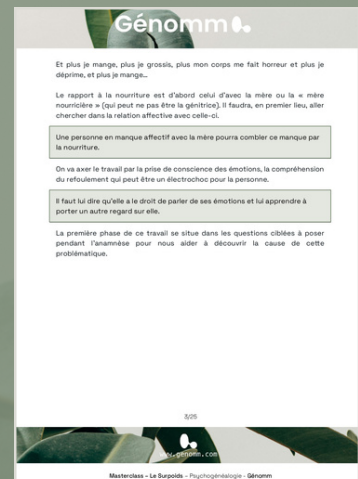 Génomm
Et plus je mange, plus je grossis, plus mon corps me fait horreur et plus je
déprime, et plus je mange…
Le rapport à la nourriture est d'abord celui d'avec la mère ou la « mère
nourricière » (qui peut ne pas être la génitrice). Il faudra, en premier lieu, aller
chercher dans la relation affective avec celle-ci.
Une personne en manque affectif avec la mère pourra combler ce manque par
la nourriture.
On va axer le travail par la prise de conscience des émotions, la compréhension
du refoulement qui peut être un électrochoc pour la personne.
Il faut lui dire qu'elle a le droit de parler de ses émotions et lui apprendre à
porter un autre regard sur elle.
La première phase de ce travail se situe dans les questions ciblées à poser
pendant l'anamnèse pour nous aider à découvrir la cause de cette
problématique.
3/25
www.genomm.com
Masterclass – Le Surpoids – Psychogénéalogie - Génomm